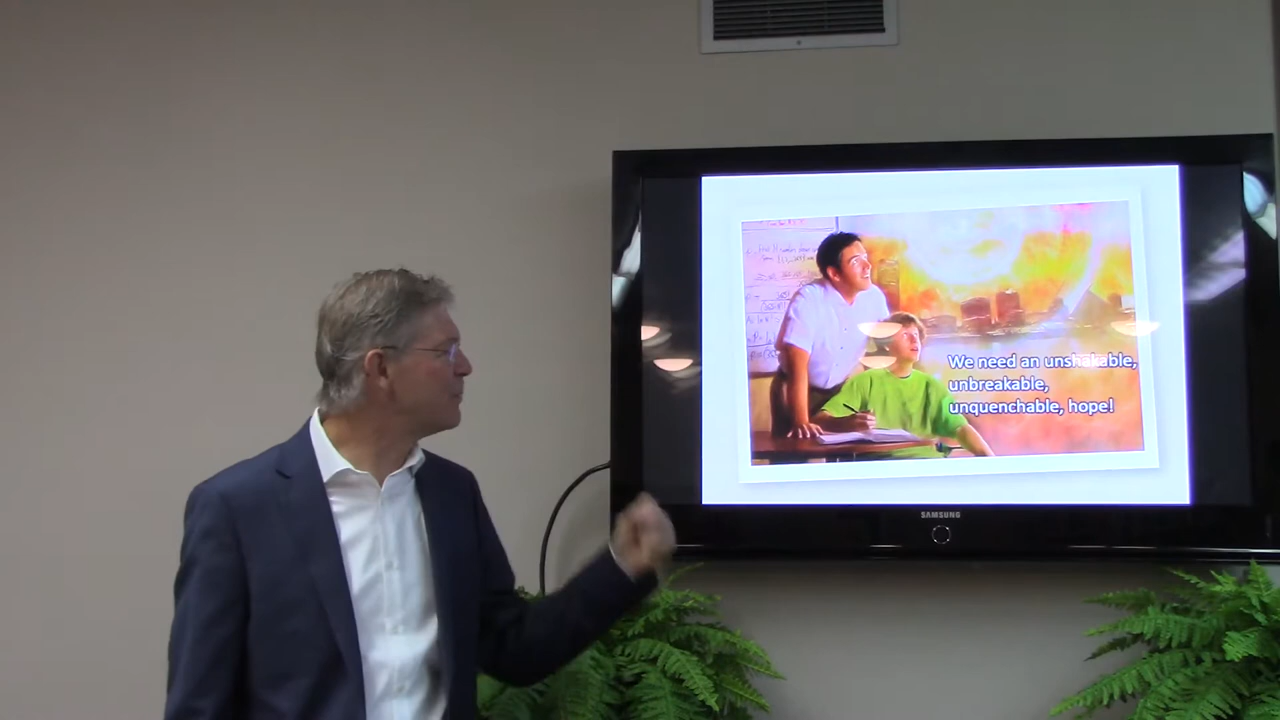 We need an unshakable,
unbreakable,
unquenchable, hope!
SAMSUNG